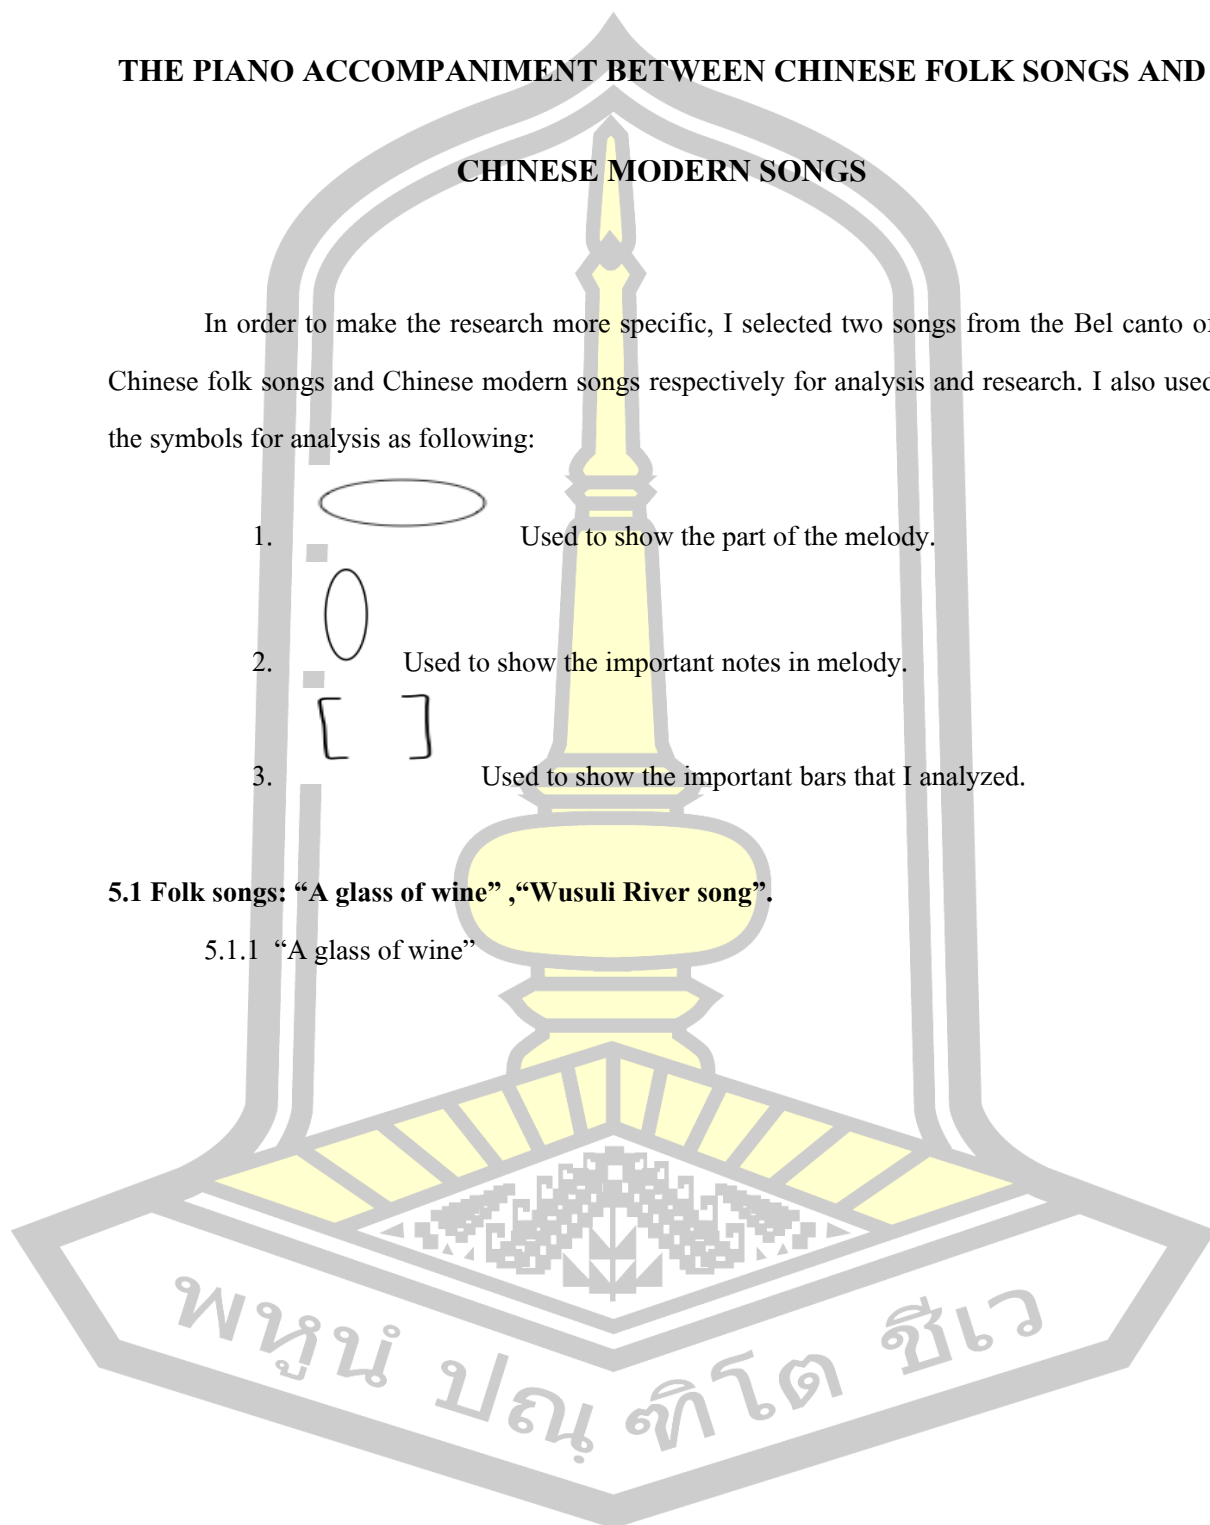 THE PIANO ACCOMPANIMENT BETWEEN CHINESE FOLK SONGS AND
CHINESE MODERN SONGS
In order to make the research more specific, I selected two songs from the Bel canto of
Chinese folk songs and Chinese modern songs respectively for analysis and research. I also used
the symbols for analysis as following:
1. Used to show the part of the melody.
2. Used to show the important notes in melody.
3. Used to show the important bars that I analyzed.
5.1 Folk songs: “A glass of wine” ,“Wusuli River song”.
5.1.1 “A glass of wine”
พหูนํ ปณฺฑิโต ชีเว